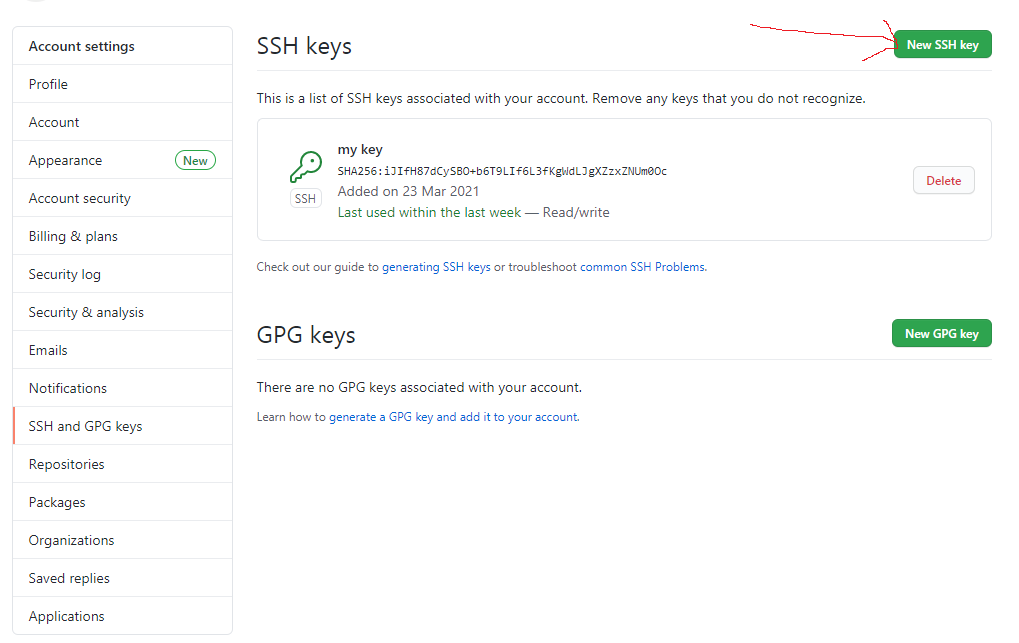 Account settings
Profile
Account
Appearance New
Account security
Billing & plans
Security log
Security & analysis
Emails
Notifications
SSH and GPG keys
Repositories
Packages
Organizations
Saved replies
Applications
SSH keys
New SSH key
This is a list of SSH keys associated with your account. Remove any keys that you do not recognize.
my key
SHA256:iJIfH87dCySBO+b6T9LIf6L3fKgWdLJgXZzxZNUm0Oc
SSH
Added on 23 Mar 2021
Last used within the last week — Read/write
Delete
Check out our guide to generating SSH keys or troubleshoot common SSH Problems.
GPG keys
New GPG key
There are no GPG keys associated with your account.
Learn how to generate a GPG key and add it to your account.